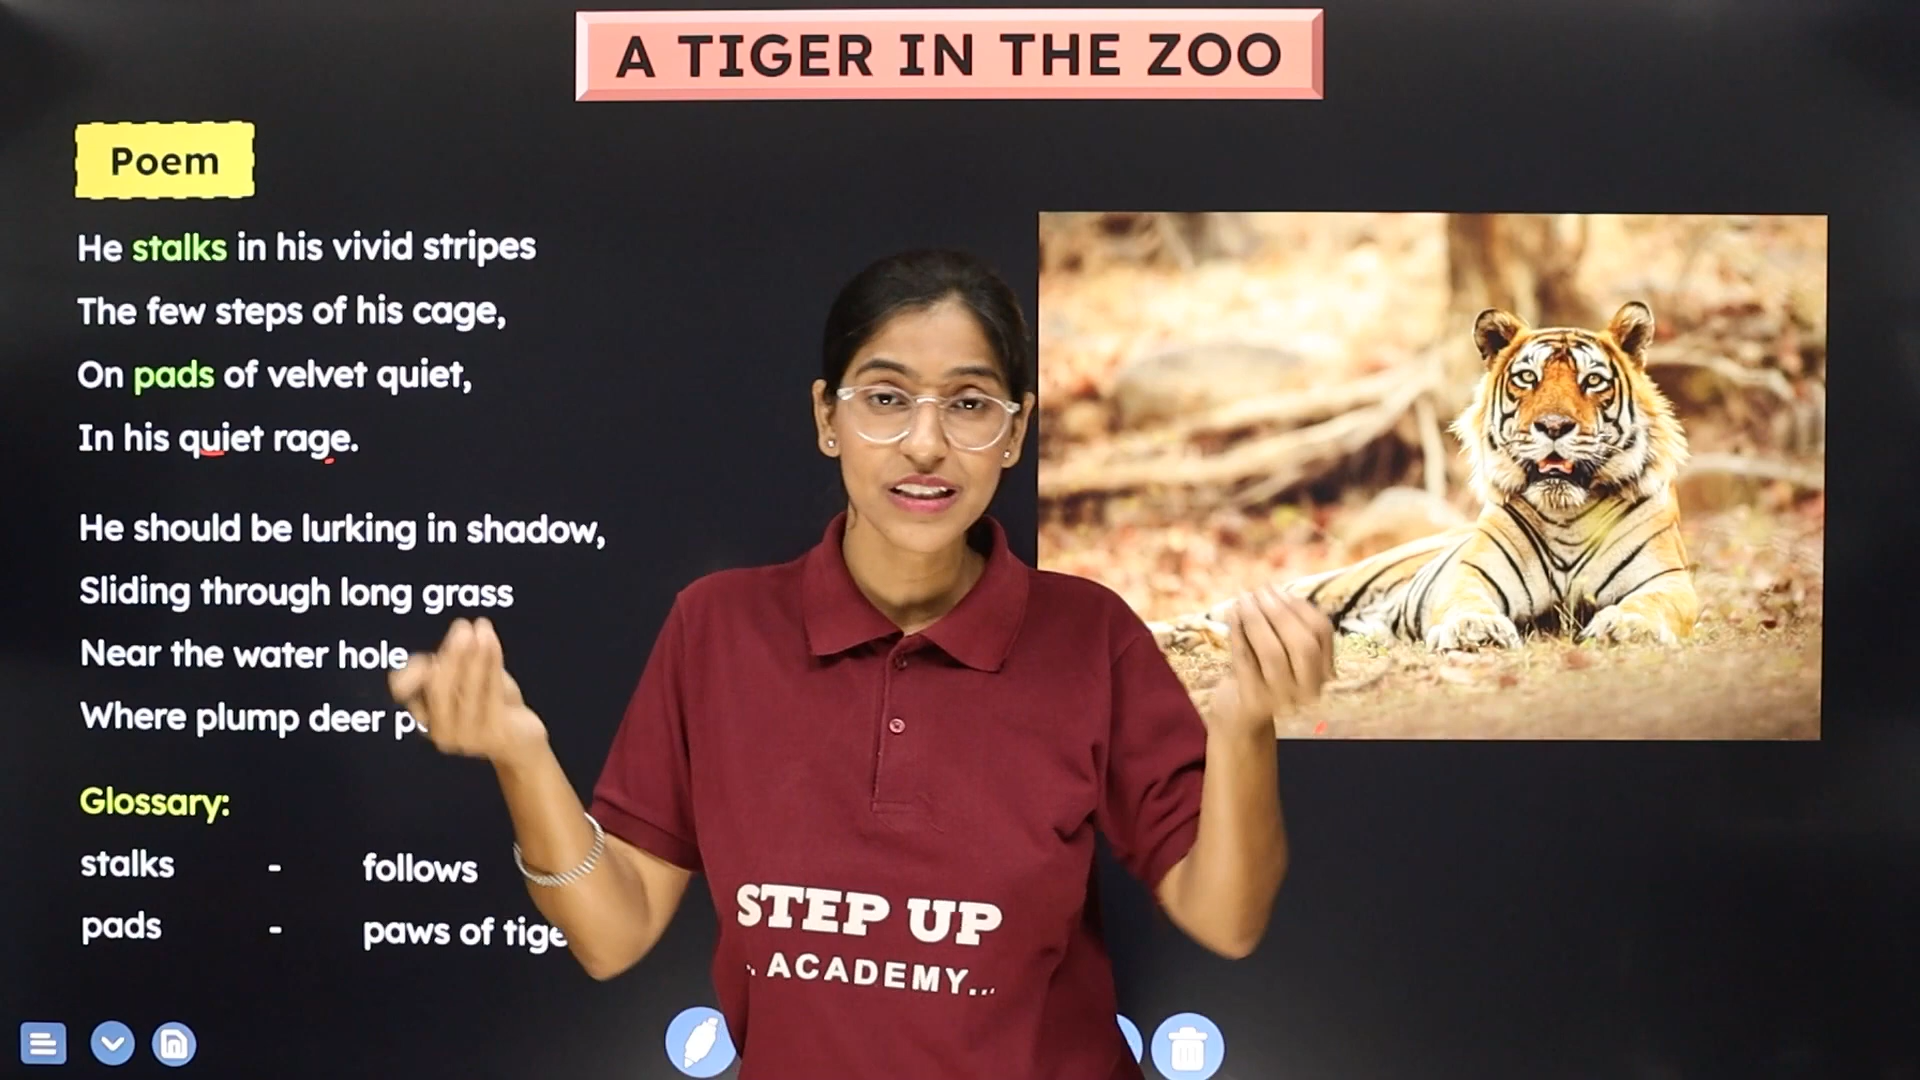 A TIGER IN THE ZOO
Poem
He stalks in his vivid stripes
The few steps of his cage,
On pads of velvet quiet,
In his quiet rage.
He should be lurking in shadow,
Sliding through long grass
Near the water hole
Where plump deer
Glossary:
stalks - follows
pads - paws of
STEP UP
ACADEMY...